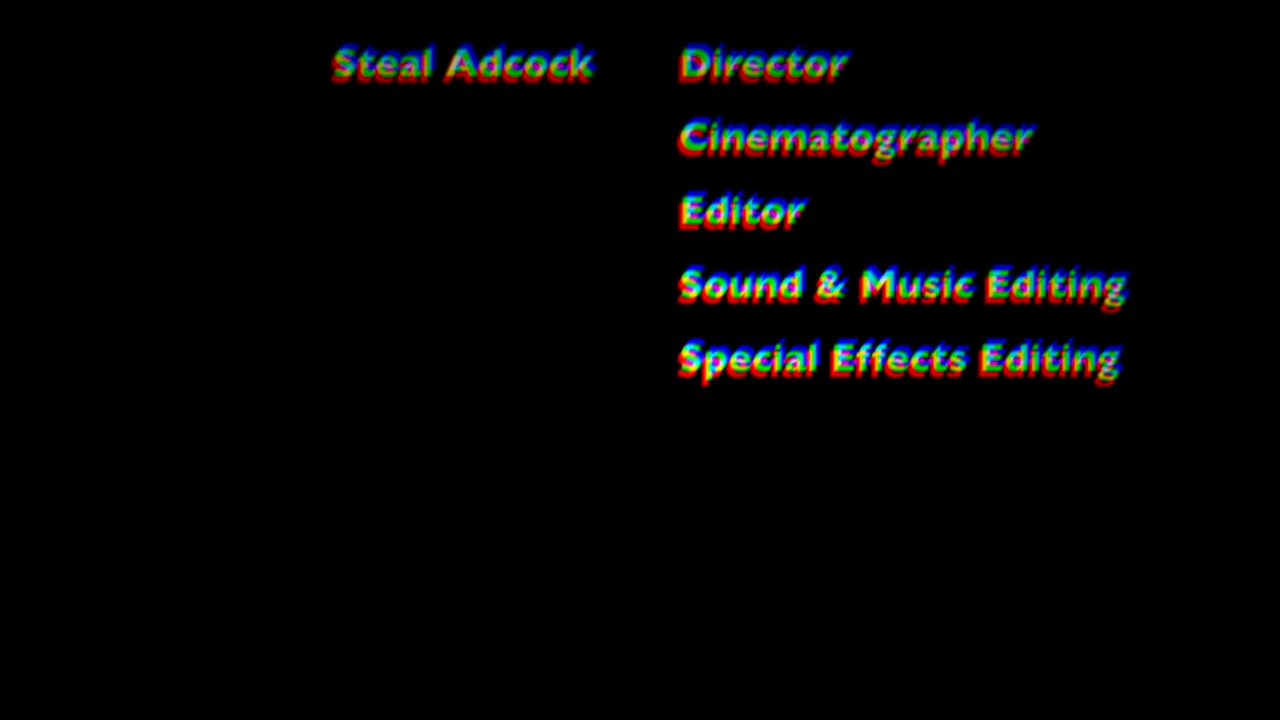 Steal Adcock Director
Cinematographer
Editor
Sound & Music Editing
Special Effects Editing